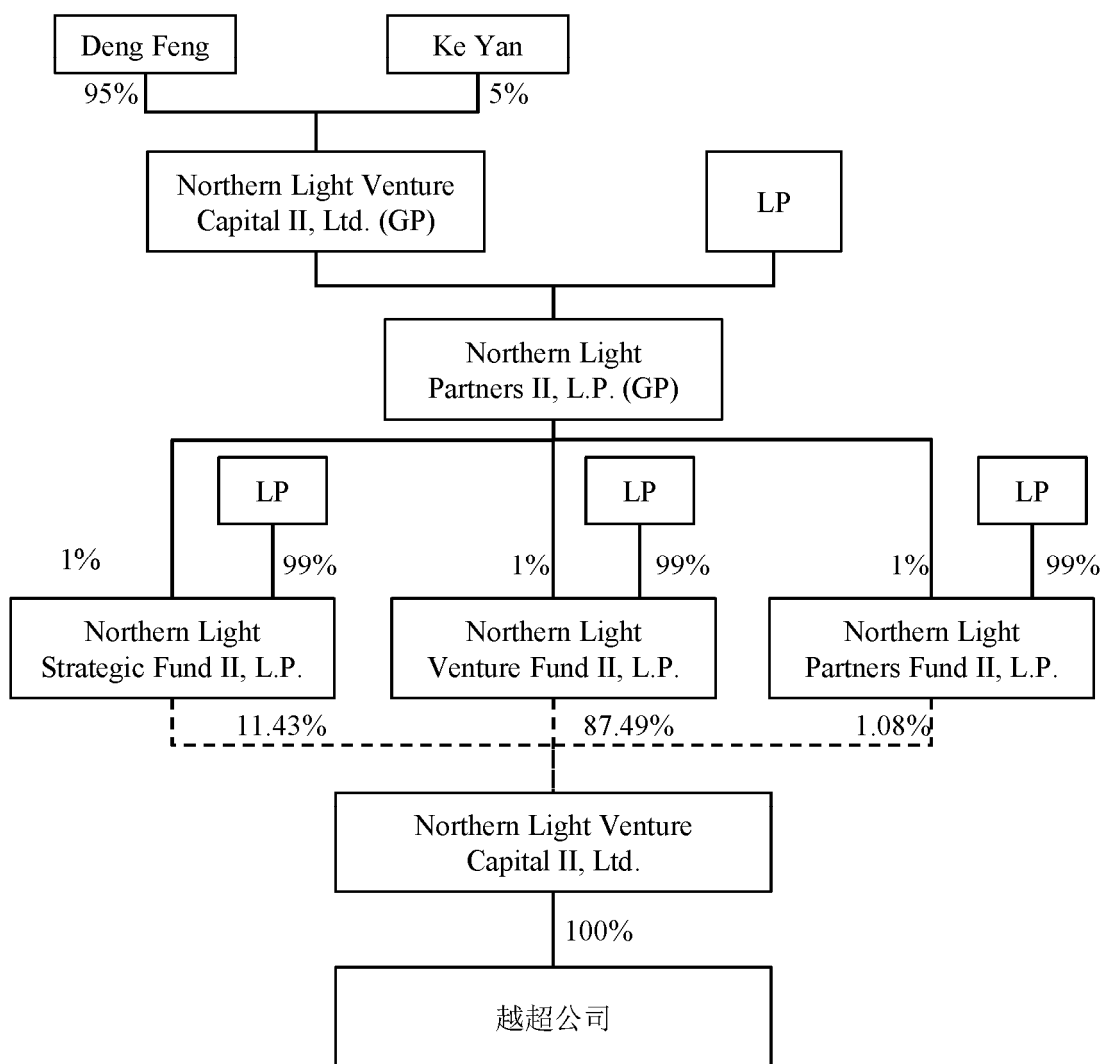 Deng Feng
Ke Yan
95%
5%
Northern Light Venture
Capital II, Ltd. (GP)
LP
Northern Light
Partners II, L.P. (GP)
LP
LP
LP
1%
99%
1%
99%
1%
99%
Northern Light
Strategic Fund II, L.P.
Northern Light
Venture Fund II, L.P.
Northern Light
Partners Fund II, L.P.
11.43%
87.49%
1.08%
Northern Light Venture
Capital II, Ltd.
100%
越超公司